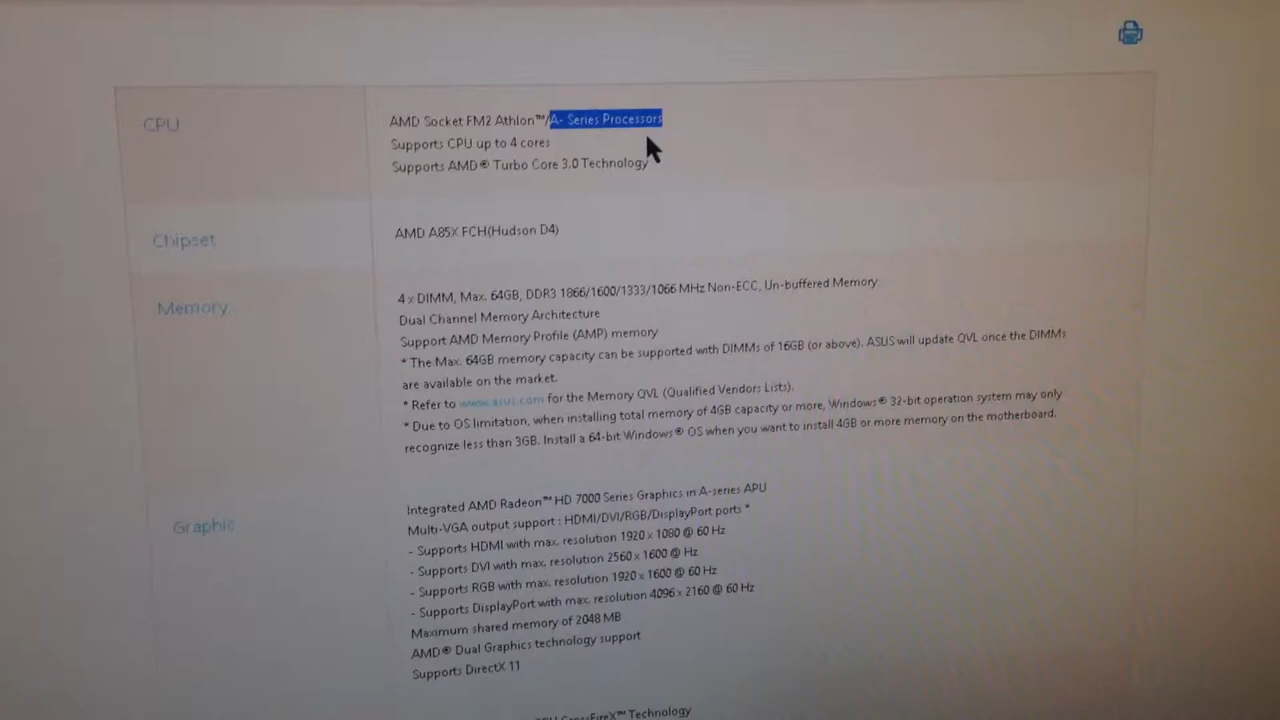 CPU
AMD Socket FM2 Athlon™/A- Series Processors
Supports CPU up to 4 cores
Supports AMD® Turbo Core 3.0 Technology
Chipset
AMD A85X FCH(Hudson D4)
Memory
4 x DIMM, Max. 64GB, DDR3 1866/1600/1333/1066 MHz Non-ECC, Un-buffered Memory
Dual Channel Memory Architecture
Support AMD Memory Profile (AMP) memory
* The Max. 64GB memory capacity can be supported with DIMMs of 16GB (or above). ASUS will update QVL once the DIMMs
are available on the market.
* Refer to www.asus.com for the Memory QVL (Qualified Vendors Lists).
* Due to OS limitation, when installing total memory of 4GB capacity or more, Windows® 32-bit operation system may only
recognize less than 3GB. Install a 64-bit Windows® OS when you want to install 4GB or more memory on the motherboard.
Graphic
Integrated AMD Radeon™ HD 7000 Series Graphics in A-series APU
Multi-VGA output support : HDMI/DVI/RGB/DisplayPort ports *
- Supports HDMI with max. resolution 1920 x 1080 @ 60 Hz
- Supports DVI with max. resolution 2560 x 1600 @ Hz
- Supports RGB with max. resolution 1920 x 1600 @ 60 Hz
- Supports DisplayPort with max. resolution 4096 x 2160 @ 60 Hz
Maximum shared memory of 2048 MB
AMD® Dual Graphics technology support
Supports DirectX 11
CrossFireX™ Technology